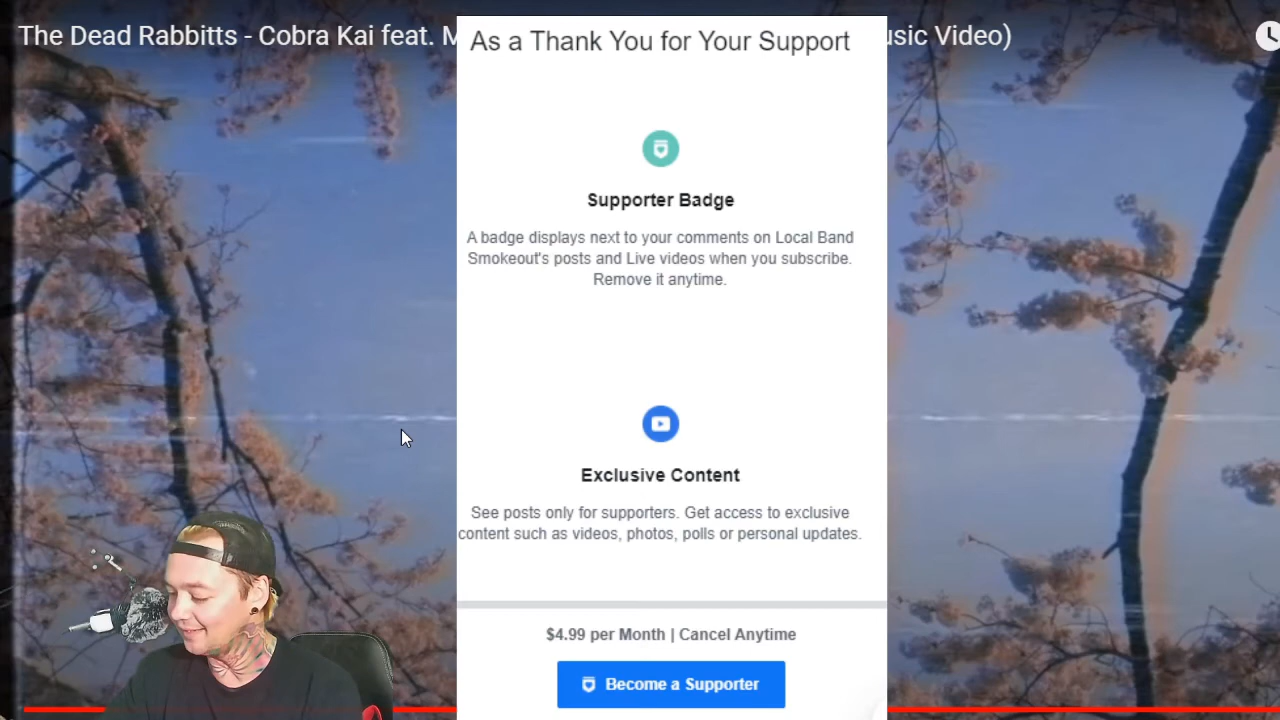 The Dead Rabbitts - Cobra Kai feat. M
usic Video)
As a Thank You for Your Support
Supporter Badge
A badge displays next to your comments on Local Band
Smokeout's posts and Live videos when you subscribe.
Remove it anytime.
Exclusive Content
See posts only for supporters. Get access to exclusive
content such as videos, photos, polls or personal updates.
$4.99 per Month | Cancel Anytime
Become a Supporter